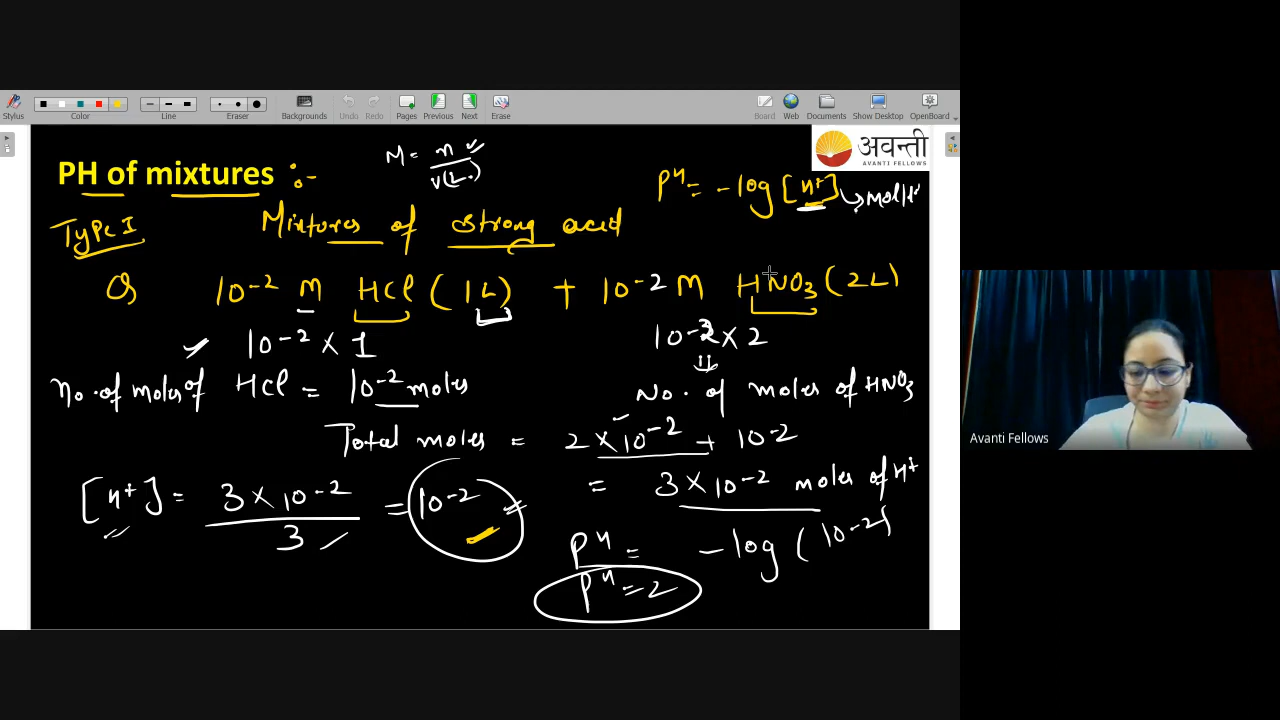 Stylus
Color
Line
Eraser
Backgrounds
Undo
Redo
Pages
Previous
Next
Erase
Board
Web
Documents
Show Desktop
OpenBoard
अवन्ती
AVANTI FELLOWS
PH of mixtures :-
M = n / V(L.)
pH = -log [H+] → mol/lt
Type I
Mixtures of strong acid
Q 10-2 M HCl (1L) + 10-2 M HNO3 (2L)
10-2 × 1
10-2 × 2
No. of moles of HCl = 10-2 moles
No. of moles of HNO3
Total moles = 2 × 10-2 + 10-2
= 3 × 10-2 moles of H+
[H+] = 3 × 10-2 / 3 = 10-2
pH = -log (10-2)
pH = 2
Avanti Fellows